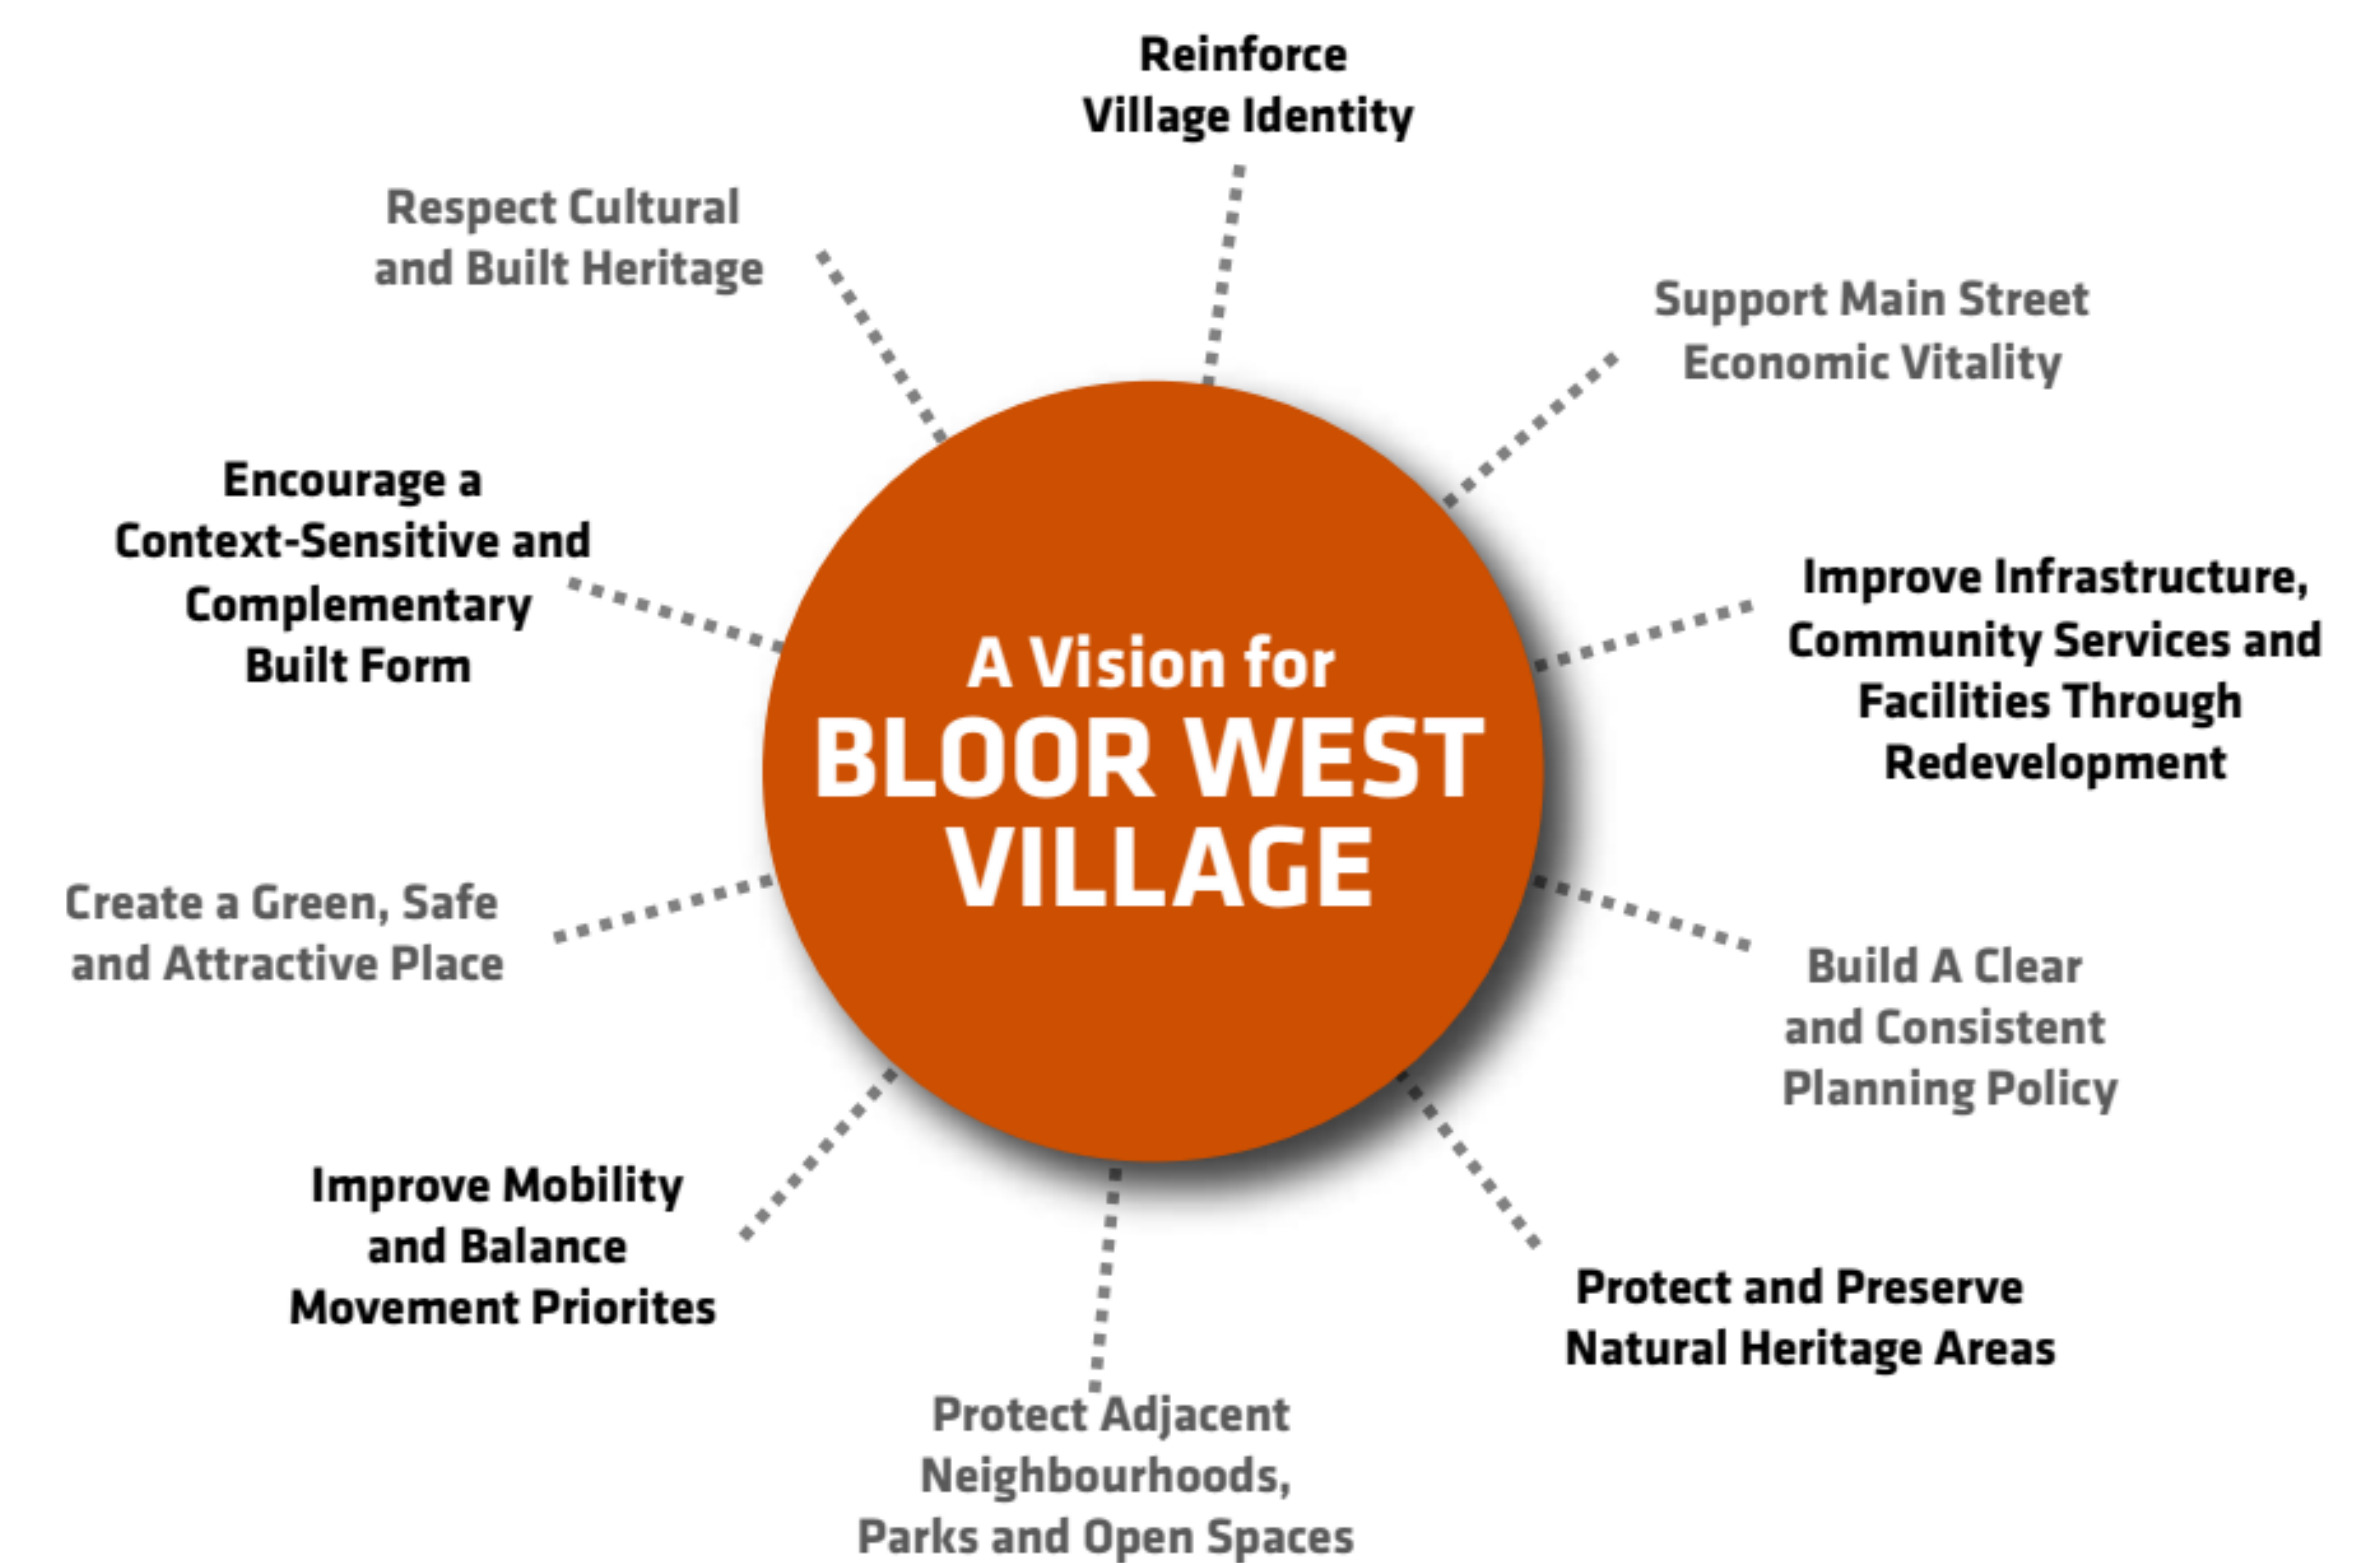 Reinforce
Village Identity
Respect Cultural
and Built Heritage
Support Main Street
Economic Vitality
Encourage a
Context-Sensitive and
Complementary
Built Form
Improve Infrastructure,
Community Services and
Facilities Through
Redevelopment
A Vision for
BLOOR WEST
VILLAGE
Create a Green, Safe
and Attractive Place
Build A Clear
and Consistent
Planning Policy
Improve Mobility
and Balance
Movement Priorites
Protect and Preserve
Natural Heritage Areas
Protect Adjacent
Neighbourhoods,
Parks and Open Spaces